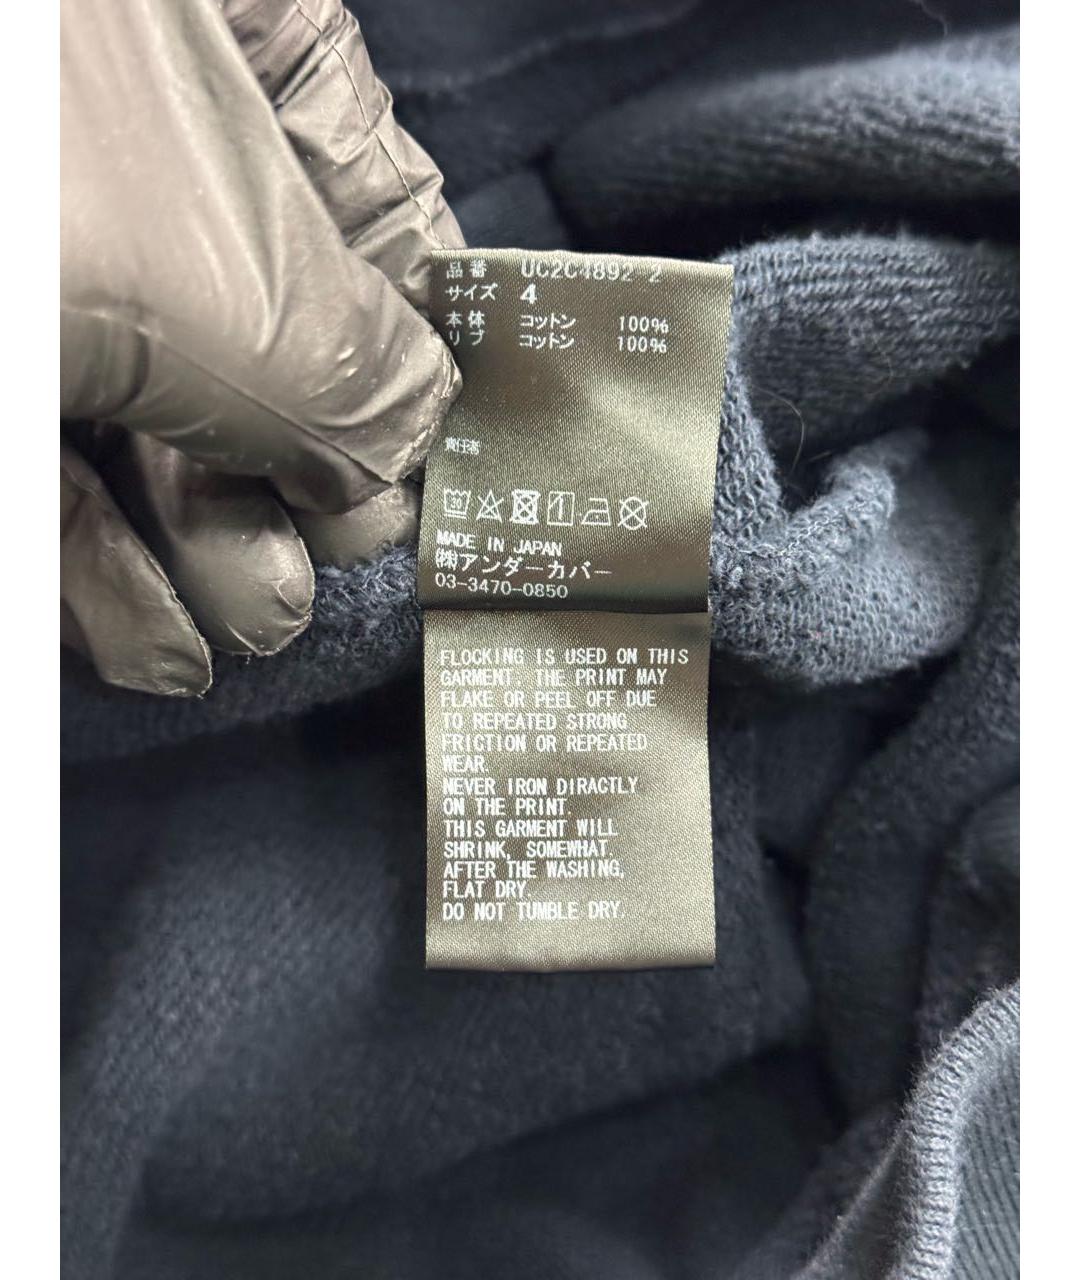 品番 UC2C4892 2
サイズ 4
本体 コットン 100%
リブ コットン 100%
MADE IN JAPAN
㈱アンダーカバー
03-3470-0850
FLOCKING IS USED ON THIS
GARMENT. THE PRINT MAY
FLAKE OR PEEL OFF DUE
TO REPEATED STRONG
FRICTION OR REPEATED
WEAR.
NEVER IRON DIRACTLY
ON THE PRINT.
THIS GARMENT WILL
SHRINK, SOMEWHAT.
AFTER THE WASHING,
FLAT DRY.
DO NOT TUMBLE DRY.